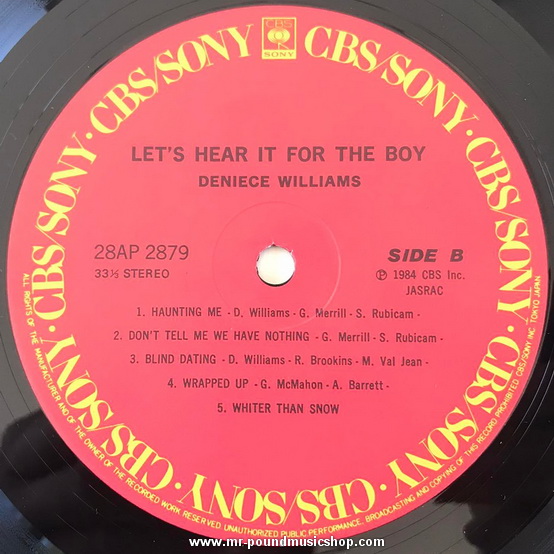 CBS
SONY
CBS/SONY · CBS/SONY · CBS/SONY · CBS/SONY · CBS/SONY · CBS/SONY · CBS/SONY · CBS/SONY ·
LET'S HEAR IT FOR THE BOY
DENIECE WILLIAMS
28AP 2879
33⅓ STEREO
SIDE B
Ⓟ 1984 CBS Inc.
JASRAC
1. HAUNTING ME - D. Williams - G. Merrill - S. Rubicam -
2. DON'T TELL ME WE HAVE NOTHING - G. Merrill - S. Rubicam -
3. BLIND DATING - D. Williams - R. Brookins - M. Val Jean -
4. WRAPPED UP - G. McMahon - A. Barrett -
5. WHITER THAN SNOW
ALL RIGHTS OF THE MANUFACTURER AND OF THE OWNER OF THE RECORDED WORK RESERVED. UNAUTHORIZED PUBLIC PERFORMANCE, BROADCASTING AND COPYING OF THIS RECORD PROHIBITED CBS/SONY INC. TOKYO JAPAN
www.mr-poundmusicshop.com